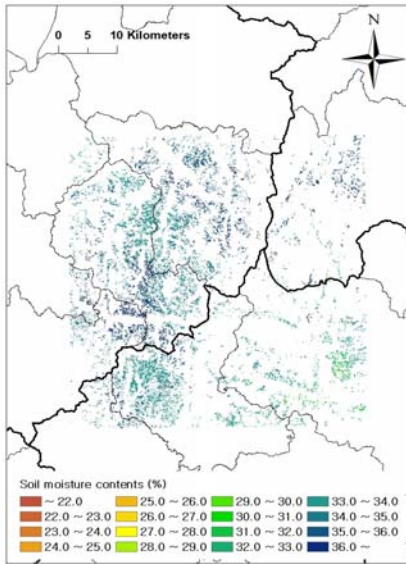 N
0 5 10 Kilometers
Soil moisture contents (%)
~ 22.0 25.0 ~ 26.0 29.0 ~ 30.0 33.0 ~ 34.0
22.0 ~ 23.0 26.0 ~ 27.0 30.0 ~ 31.0 34.0 ~ 35.0
23.0 ~ 24.0 27.0 ~ 28.0 31.0 ~ 32.0 35.0 ~ 36.0
24.0 ~ 25.0 28.0 ~ 29.0 32.0 ~ 33.0 36.0 ~